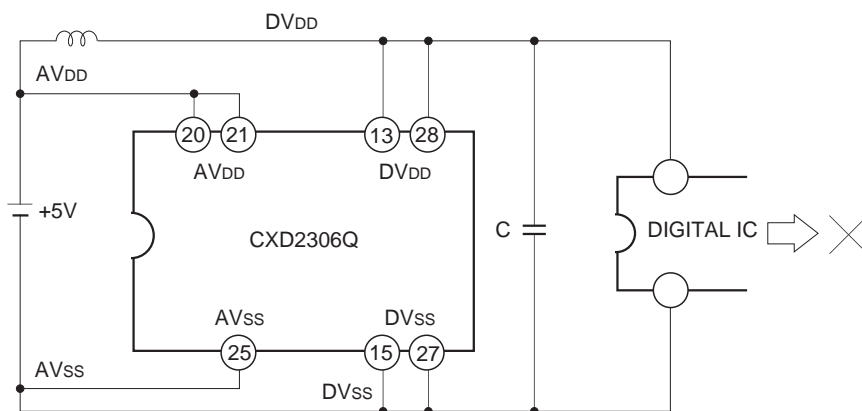 DVDD
AVDD
20 21 13 28
AVDD DVDD
+5V
CXD2306Q
C
DIGITAL IC
AVSS DVSS
25 15 27
AVSS
DVSS